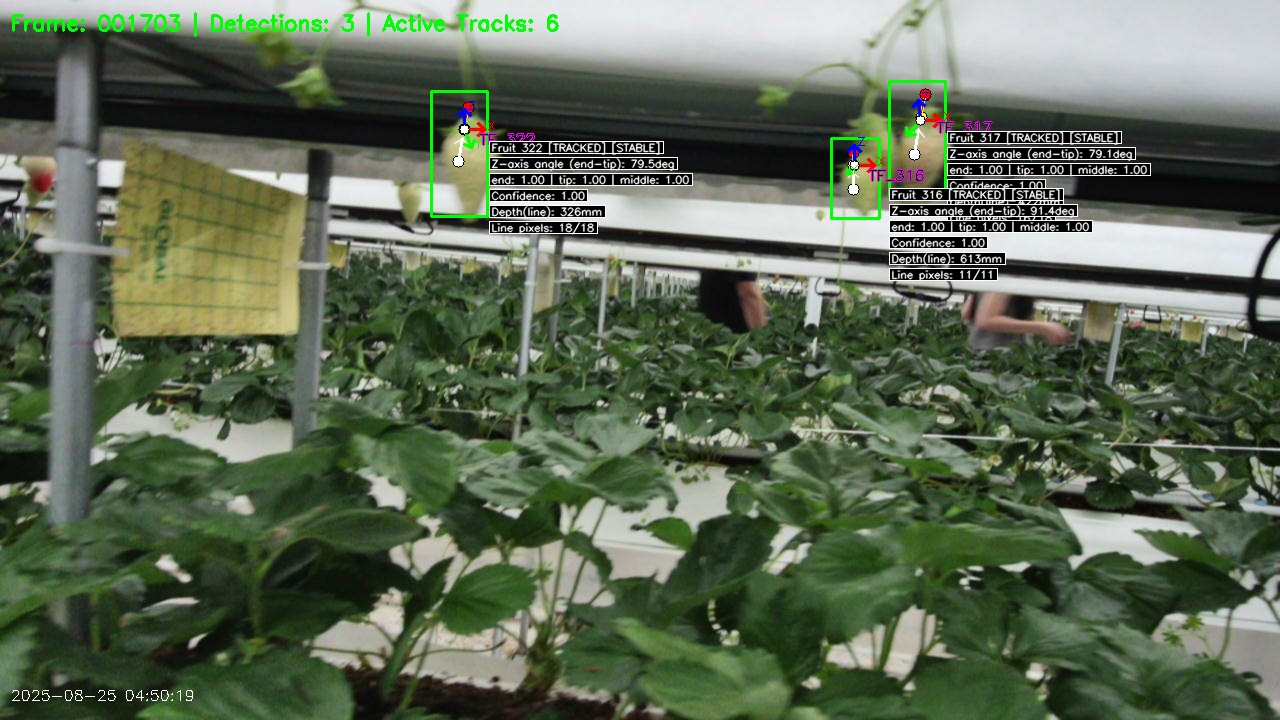 Frame: 001703 | Detections: 3 | Active Tracks: 6
TF_322
Fruit 322 [TRACKED] [STABLE]
Z-axis angle (end-tip): 79.5deg
end: 1.00 | tip: 1.00 | middle: 1.00
Confidence: 1.00
Depth(line): 326mm
Line pixels: 18/18
TF_317
Fruit 317 [TRACKED] [STABLE]
Z-axis angle (end-tip): 79.1deg
end: 1.00 | tip: 1.00 | middle: 1.00
Confidence: 1.00
TF_316
Fruit 316 [TRACKED] [STABLE]
Z-axis angle (end-tip): 91.4deg
end: 1.00 | tip: 1.00 | middle: 1.00
Confidence: 1.00
Depth(line): 613mm
Line pixels: 11/11
2025-08-25 04:50:19